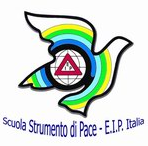 Scuola Strumento di Pace - E.I.P. Italia